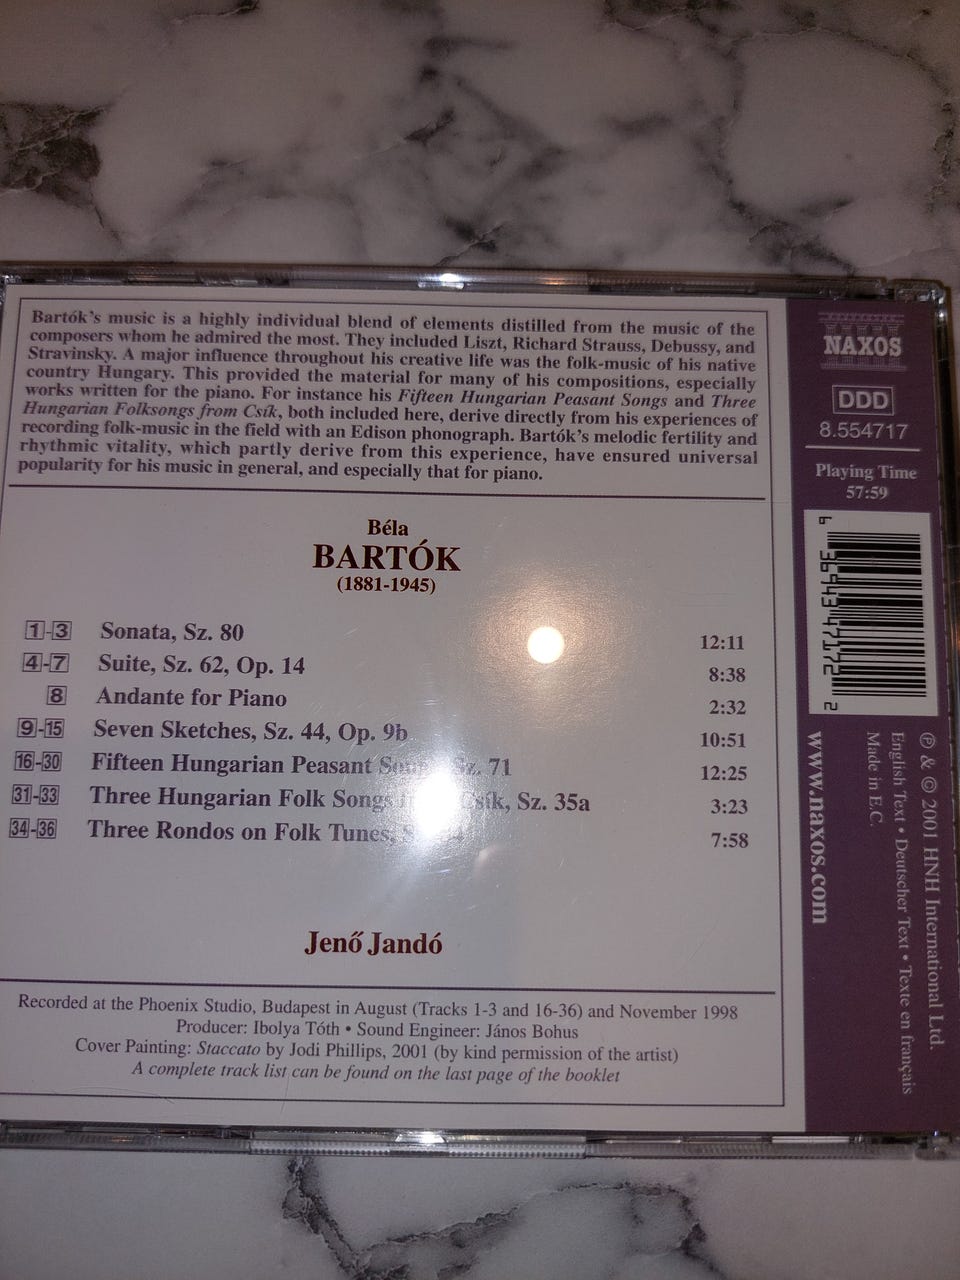 Bartók's music is a highly individual blend of elements distilled from the music of the
composers whom he admired the most. They included Liszt, Richard Strauss, Debussy, and
Stravinsky. A major influence throughout his creative life was the folk-music of his native
country Hungary. This provided the material for many of his compositions, especially
works written for the piano. For instance his Fifteen Hungarian Peasant Songs and Three
Hungarian Folksongs from Csík, both included here, derive directly from his experiences of
recording folk-music in the field with an Edison phonograph. Bartók's melodic fertility and
rhythmic vitality, which partly derive from this experience, have ensured universal
popularity for his music in general, and especially that for piano.
Béla
BARTÓK
(1881-1945)
1-3 Sonata, Sz. 80 12:11
4-7 Suite, Sz. 62, Op. 14 8:38
8 Andante for Piano 2:32
9-15 Seven Sketches, Sz. 44, Op. 9b 10:51
16-30 Fifteen Hungarian Peasant Songs, Sz. 71 12:25
31-33 Three Hungarian Folk Songs Csík, Sz. 35a 3:23
34-36 Three Rondos on Folk Tunes, 7:58
Jenő Jandó
Recorded at the Phoenix Studio, Budapest in August (Tracks 1-3 and 16-36) and November 1998
Producer: Ibolya Tóth • Sound Engineer: János Bohus
Cover Painting: Staccato by Jodi Phillips, 2001 (by kind permission of the artist)
A complete track list can be found on the last page of the booklet
NAXOS
DDD
8.554717
Playing Time
57:59
6 36943 47172 2
℗ & © 2001 HNH International Ltd.
English Text • Deutscher Text • Texte en français
Made in E.C.
www.naxos.com